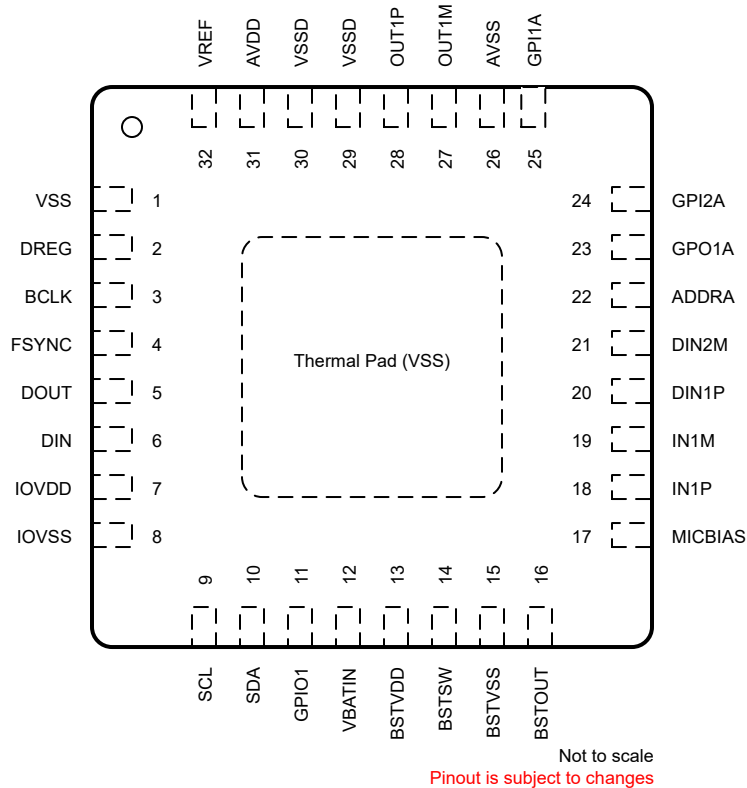 VREF
AVDD
VSSD
VSSD
OUT1P
OUT1M
AVSS
GPI1A
32
31
30
29
28
27
26
25
VSS 1
DREG 2
BCLK 3
FSYNC 4
DOUT 5
DIN 6
IOVDD 7
IOVSS 8
Thermal Pad (VSS)
24 GPI2A
23 GPO1A
22 ADDRA
21 DIN2M
20 DIN1P
19 IN1M
18 IN1P
17 MICBIAS
9
10
11
12
13
14
15
16
SCL
SDA
GPIO1
VBATIN
BSTVDD
BSTSW
BSTVSS
BSTOUT
Not to scale
Pinout is subject to changes